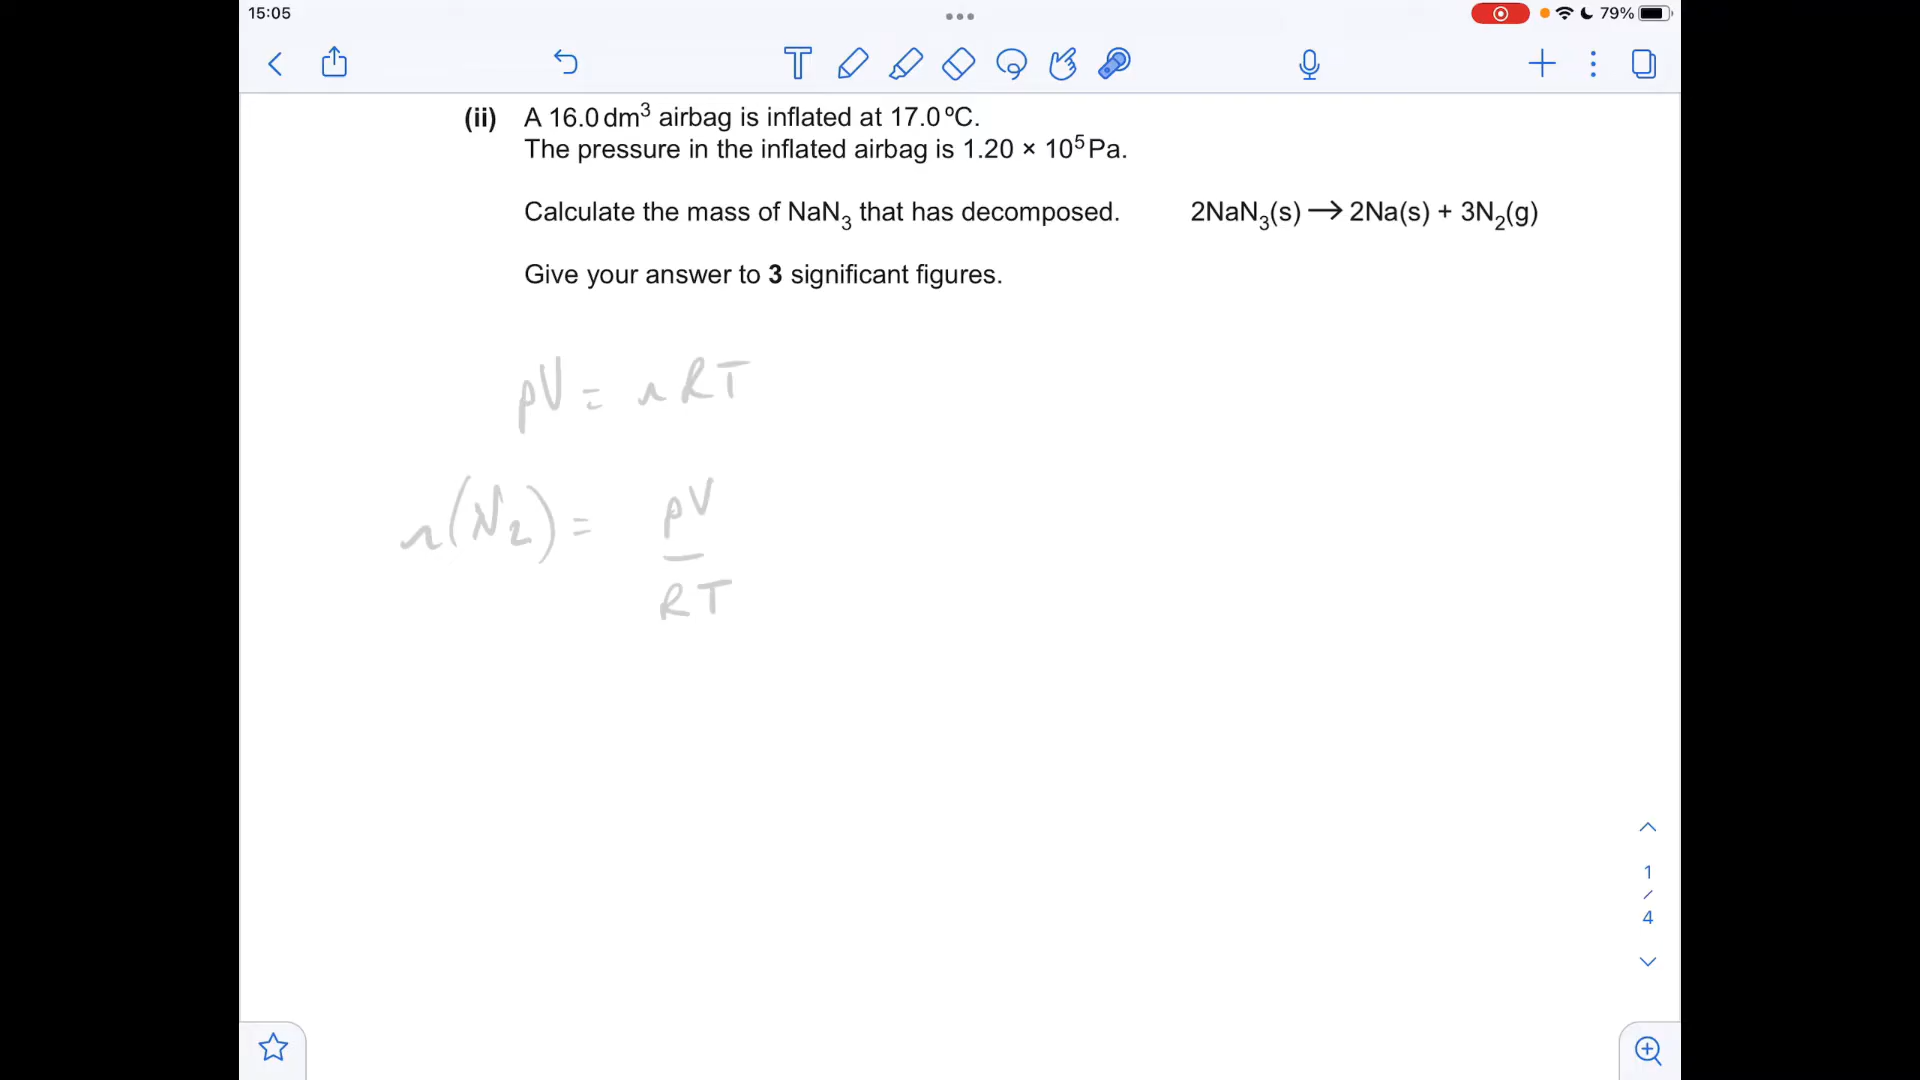 15:05
79%
(ii) A 16.0 dm³ airbag is inflated at 17.0 ºC.
The pressure in the inflated airbag is 1.20 × 10⁵ Pa.
Calculate the mass of NaN₃ that has decomposed. 2NaN₃(s) → 2Na(s) + 3N₂(g)
Give your answer to 3 significant figures.
pV = nRT
n(N₂) = pV
RT
1
/
4